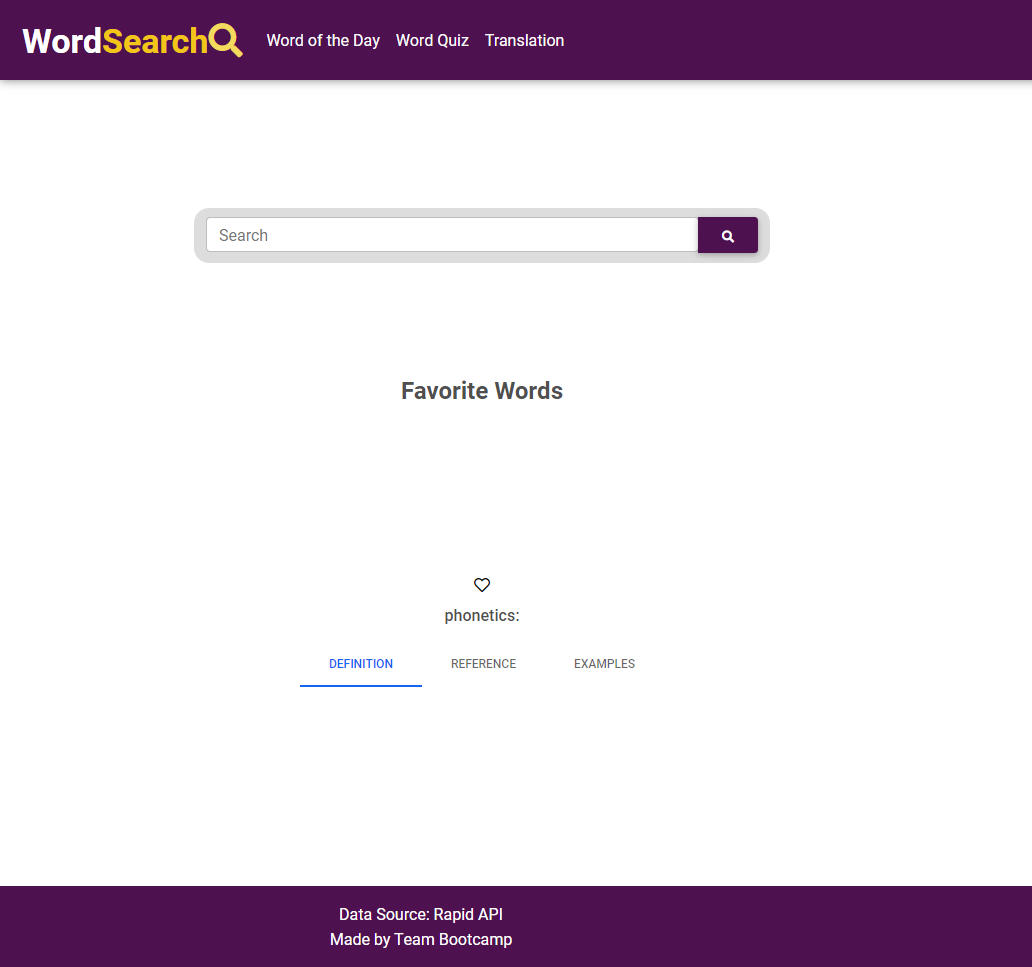 WordSearch
Word of the Day Word Quiz Translation
Search
Favorite Words
phonetics:
DEFINITION REFERENCE EXAMPLES
Data Source: Rapid API
Made by Team Bootcamp